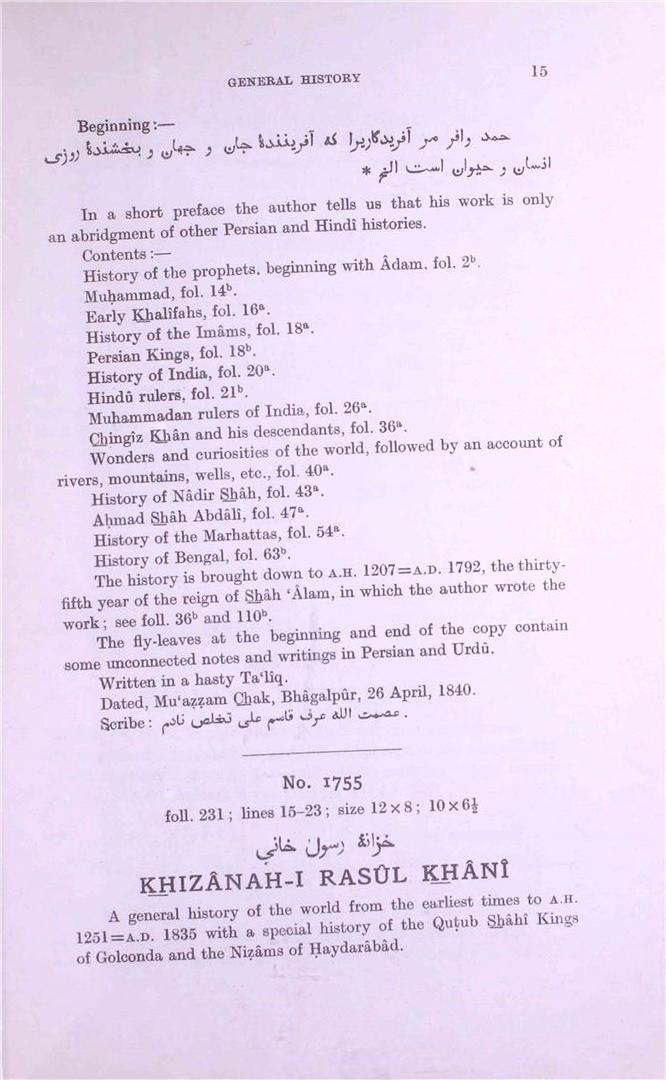 GENERAL HISTORY
15
Beginning:—
حمد وافر مر آفریدگاریرا که آفرینندهٔ جان و جهان و بخشندهٔ روزی
انسان و حیوان است الخ *
In a short preface the author tells us that his work is only
an abridgment of other Persian and Hindî histories.
Contents:—
History of the prophets, beginning with Âdam, fol. 2ᵇ.
Muḥammad, fol. 14ᵇ.
Early Khalîfahs, fol. 16ᵃ.
History of the Imâms, fol. 18ᵃ.
Persian Kings, fol. 18ᵇ.
History of India, fol. 20ᵃ.
Hindû rulers, fol. 21ᵇ.
Muhammadan rulers of India, fol. 26ᵃ.
Chingîz Khân and his descendants, fol. 36ᵃ.
Wonders and curiosities of the world, followed by an account of
rivers, mountains, wells, etc., fol. 40ᵃ.
History of Nâdir Shâh, fol. 43ᵃ.
Aḥmad Shâh Abdâlî, fol. 47ᵃ.
History of the Marhattas, fol. 54ᵃ.
History of Bengal, fol. 63ᵇ.
The history is brought down to A.H. 1207=A.D. 1792, the thirty-
fifth year of the reign of Shâh ‘Âlam, in which the author wrote the
work; see foll. 36ᵇ and 110ᵇ.
The fly-leaves at the beginning and end of the copy contain
some unconnected notes and writings in Persian and Urdû.
Written in a hasty Ta‘lîq.
Dated, Mu‘aẓẓam Chak, Bhâgalpûr, 26 April, 1840.
Scribe: عصمت الله عرف قاسم علی تخلص نادم.
No. 1755
foll. 231; lines 15–23; size 12×8; 10×6½
خزانهٔ رسول خانی
KHIZÂNAH-I RASÛL KHÂNÎ
A general history of the world from the earliest times to A.H.
1251=A.D. 1835 with a special history of the Quṭub Shâhî Kings
of Golconda and the Niẓâms of Ḥaydarâbâd.